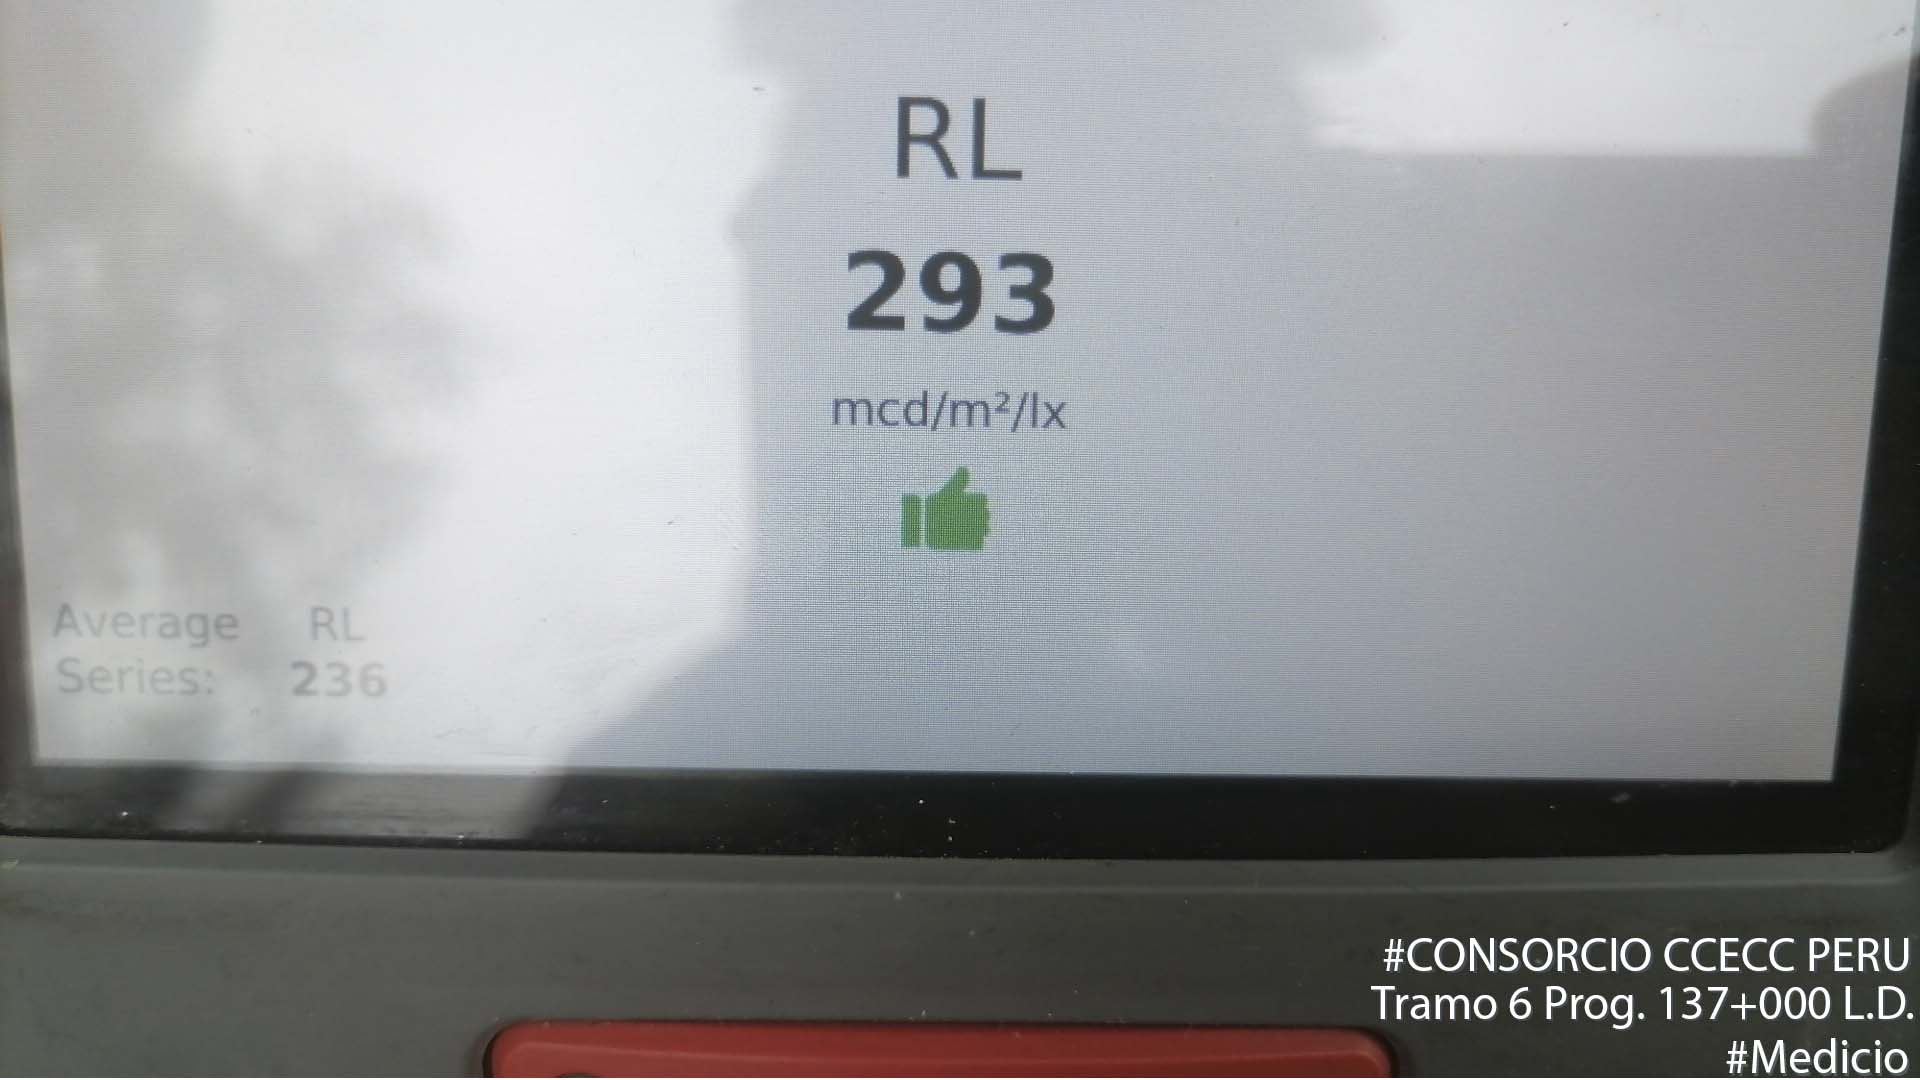 RL
293
mcd/m²/lx
Average RL
Series: 236
#CONSORCIO CCECC PERU
Tramo 6 Prog. 137+000 L.D.
#Medicio